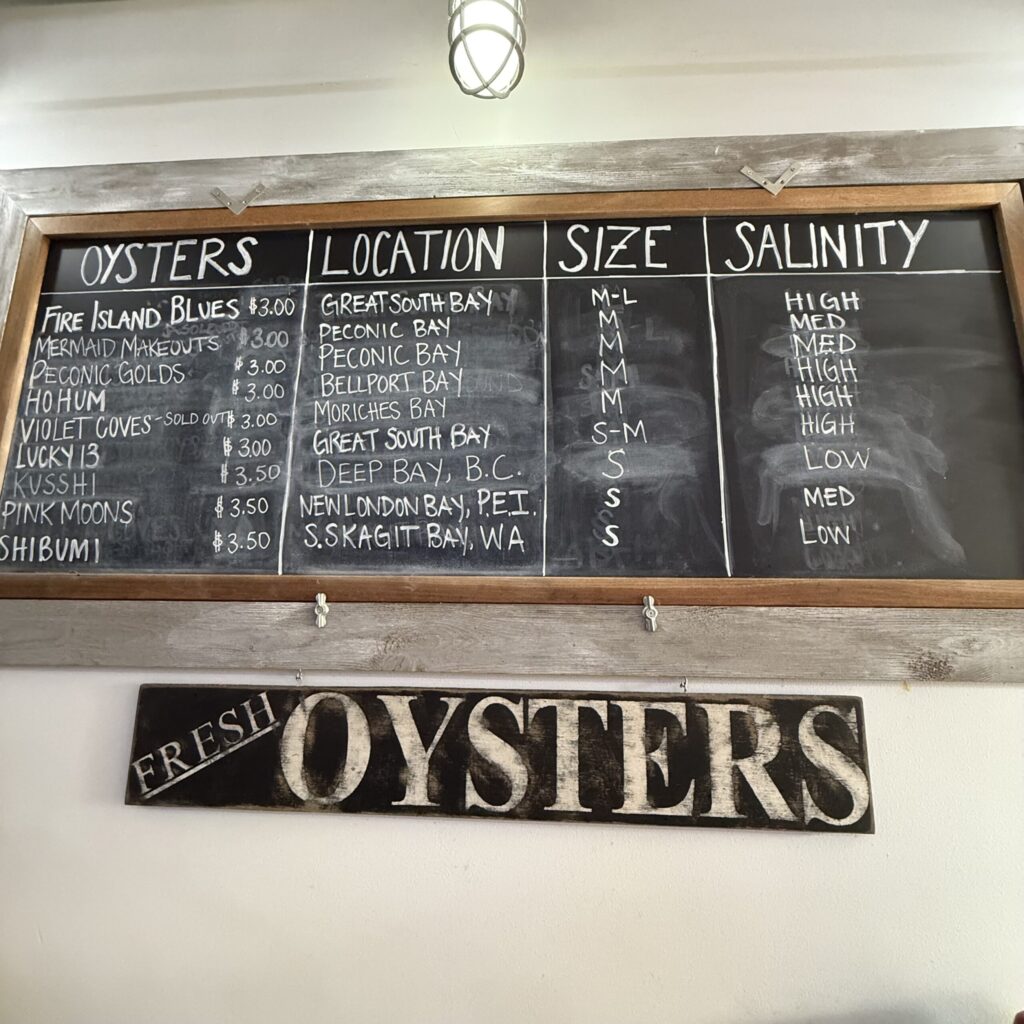 OYSTERS LOCATION SIZE SALINITY
FIRE ISLAND BLUES $3.00 GREAT SOUTH BAY M-L HIGH
MERMAID MAKEOUTS $3.00 PECONIC BAY M MED
PECONIC GOLDS $3.00 PECONIC BAY M MED
HO HUM $3.00 BELLPORT BAY M HIGH
VIOLET COVES - SOLD OUT $3.00 MORICHES BAY M HIGH
LUCKY 13 $3.00 GREAT SOUTH BAY S-M HIGH
KUSSHI $3.50 DEEP BAY, B.C. S LOW
PINK MOONS $3.50 NEW LONDON BAY, P.E.I. S MED
SHIBUMI $3.50 S.SKAGIT BAY, WA S LOW
FRESH OYSTERS